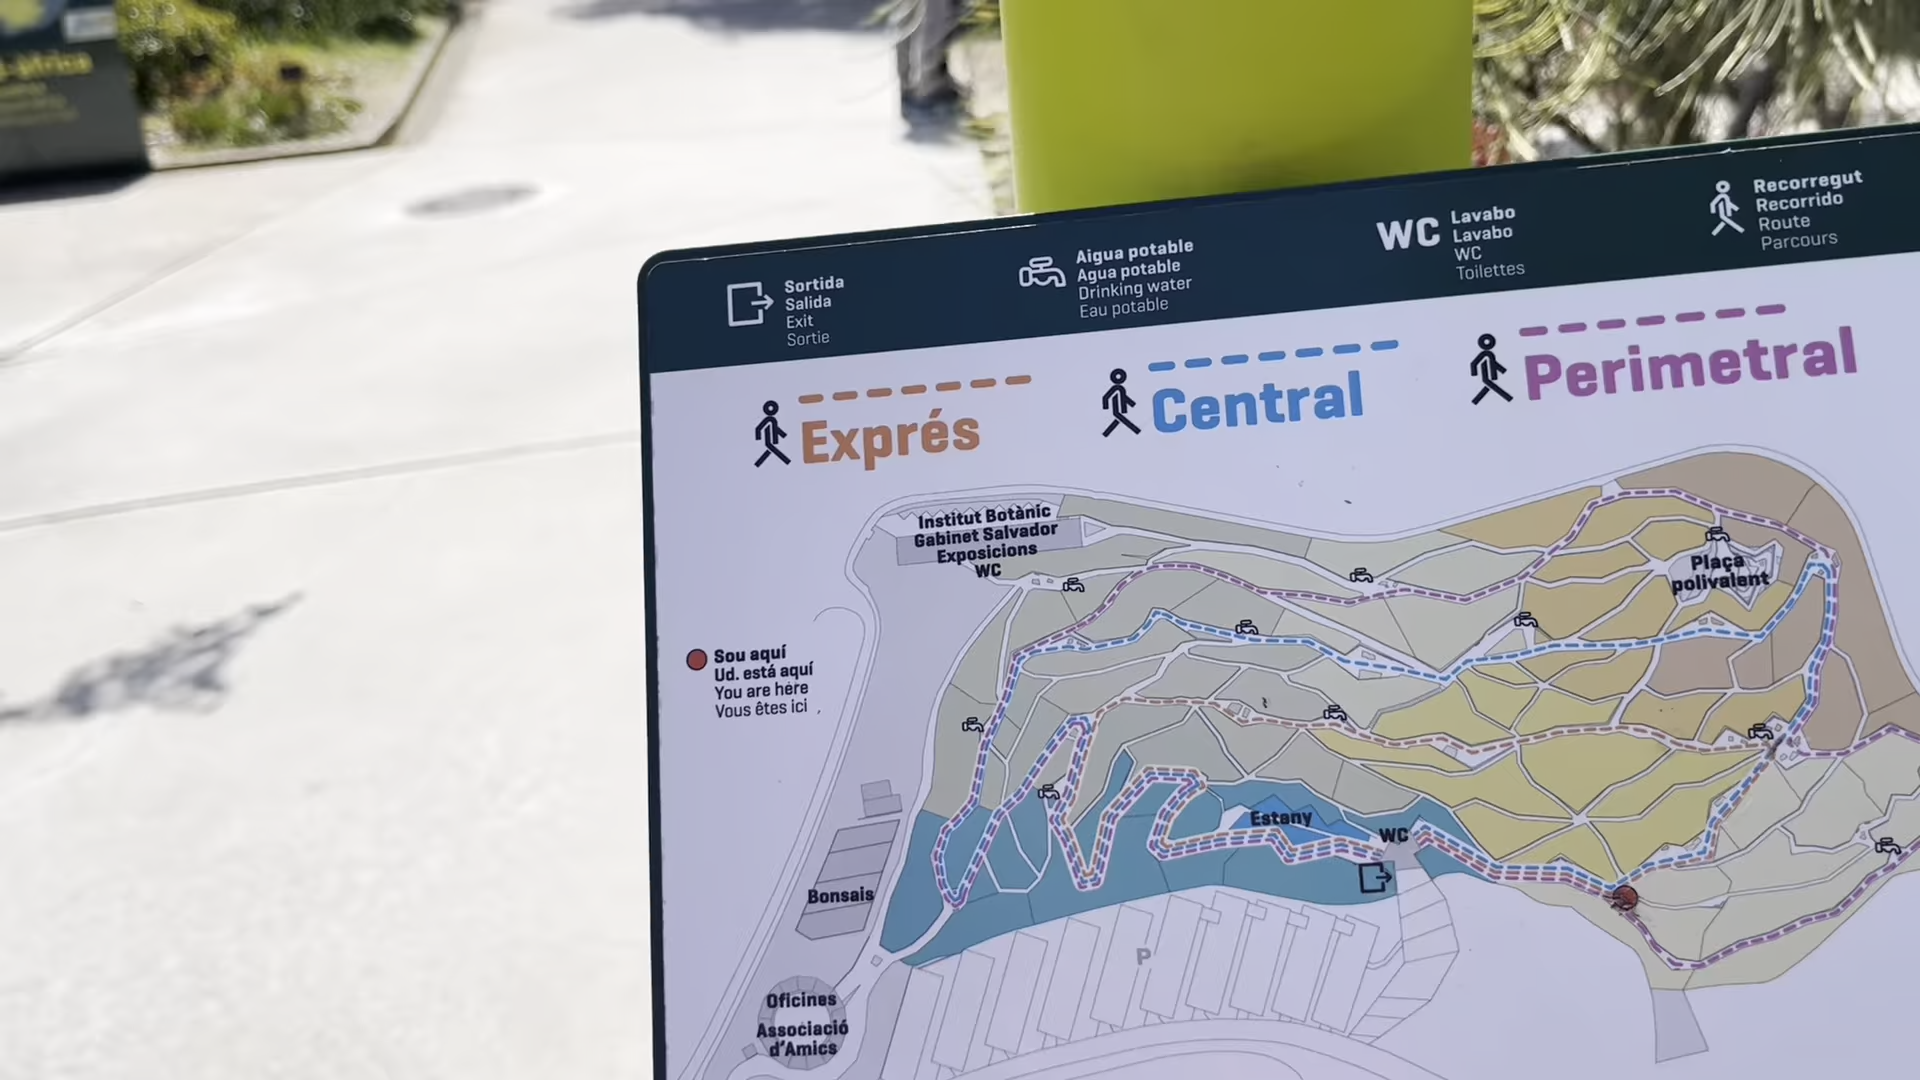 Sortida
Salida
Exit
Sortie
Aigua potable
Agua potable
Drinking water
Eau potable
WC
Lavabo
Lavabo
WC
Toilettes
Recorregut
Recorrido
Route
Parcours
Exprés
Central
Perimetral
Institut Botànic
Gabinet Salvador
Exposicions
WC
Plaça
polivalent
Sou aquí
Ud. está aquí
You are here
Vous êtes ici
Estany
WC
Bonsais
P
Oficines
Associació
d'Amics